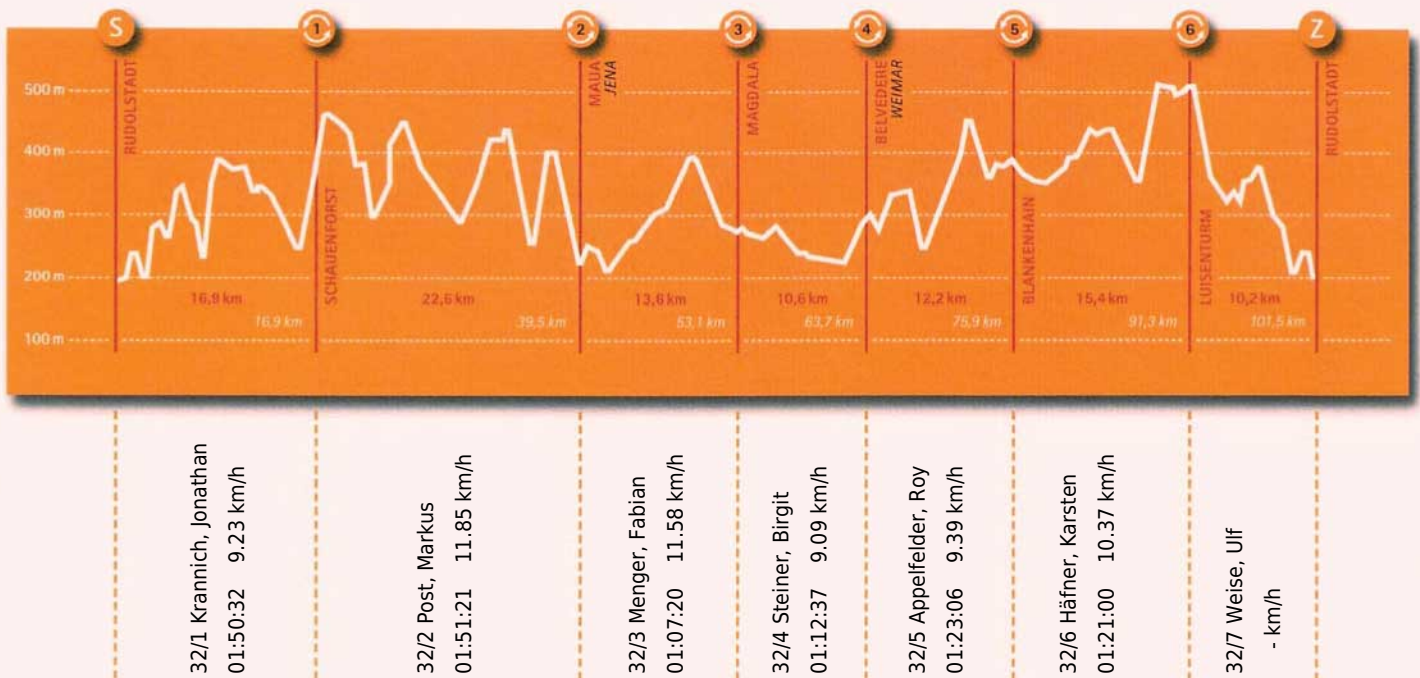 S
1
2
3
4
5
6
Z
500 m
400 m
300 m
200 m
100 m
RUDOLSTADT
SCHAUENFORST
MAUA
JENA
MAGDALA
BELVEDERE
WEIMAR
BLANKENHAIN
LUISENTURM
RUDOLSTADT
16,9 km
22,6 km
13,6 km
10,6 km
12,2 km
15,4 km
10,2 km
16,9 km
39,5 km
53,1 km
63,7 km
75,9 km
91,3 km
101,5 km
32/1 Krannich, Jonathan
01:50:32 9.23 km/h
32/2 Post, Markus
01:51:21 11.85 km/h
32/3 Menger, Fabian
01:07:20 11.58 km/h
32/4 Steiner, Birgit
01:12:37 9.09 km/h
32/5 Appelfelder, Roy
01:23:06 9.39 km/h
32/6 Häfner, Karsten
01:21:00 10.37 km/h
32/7 Weise, Ulf
- km/h